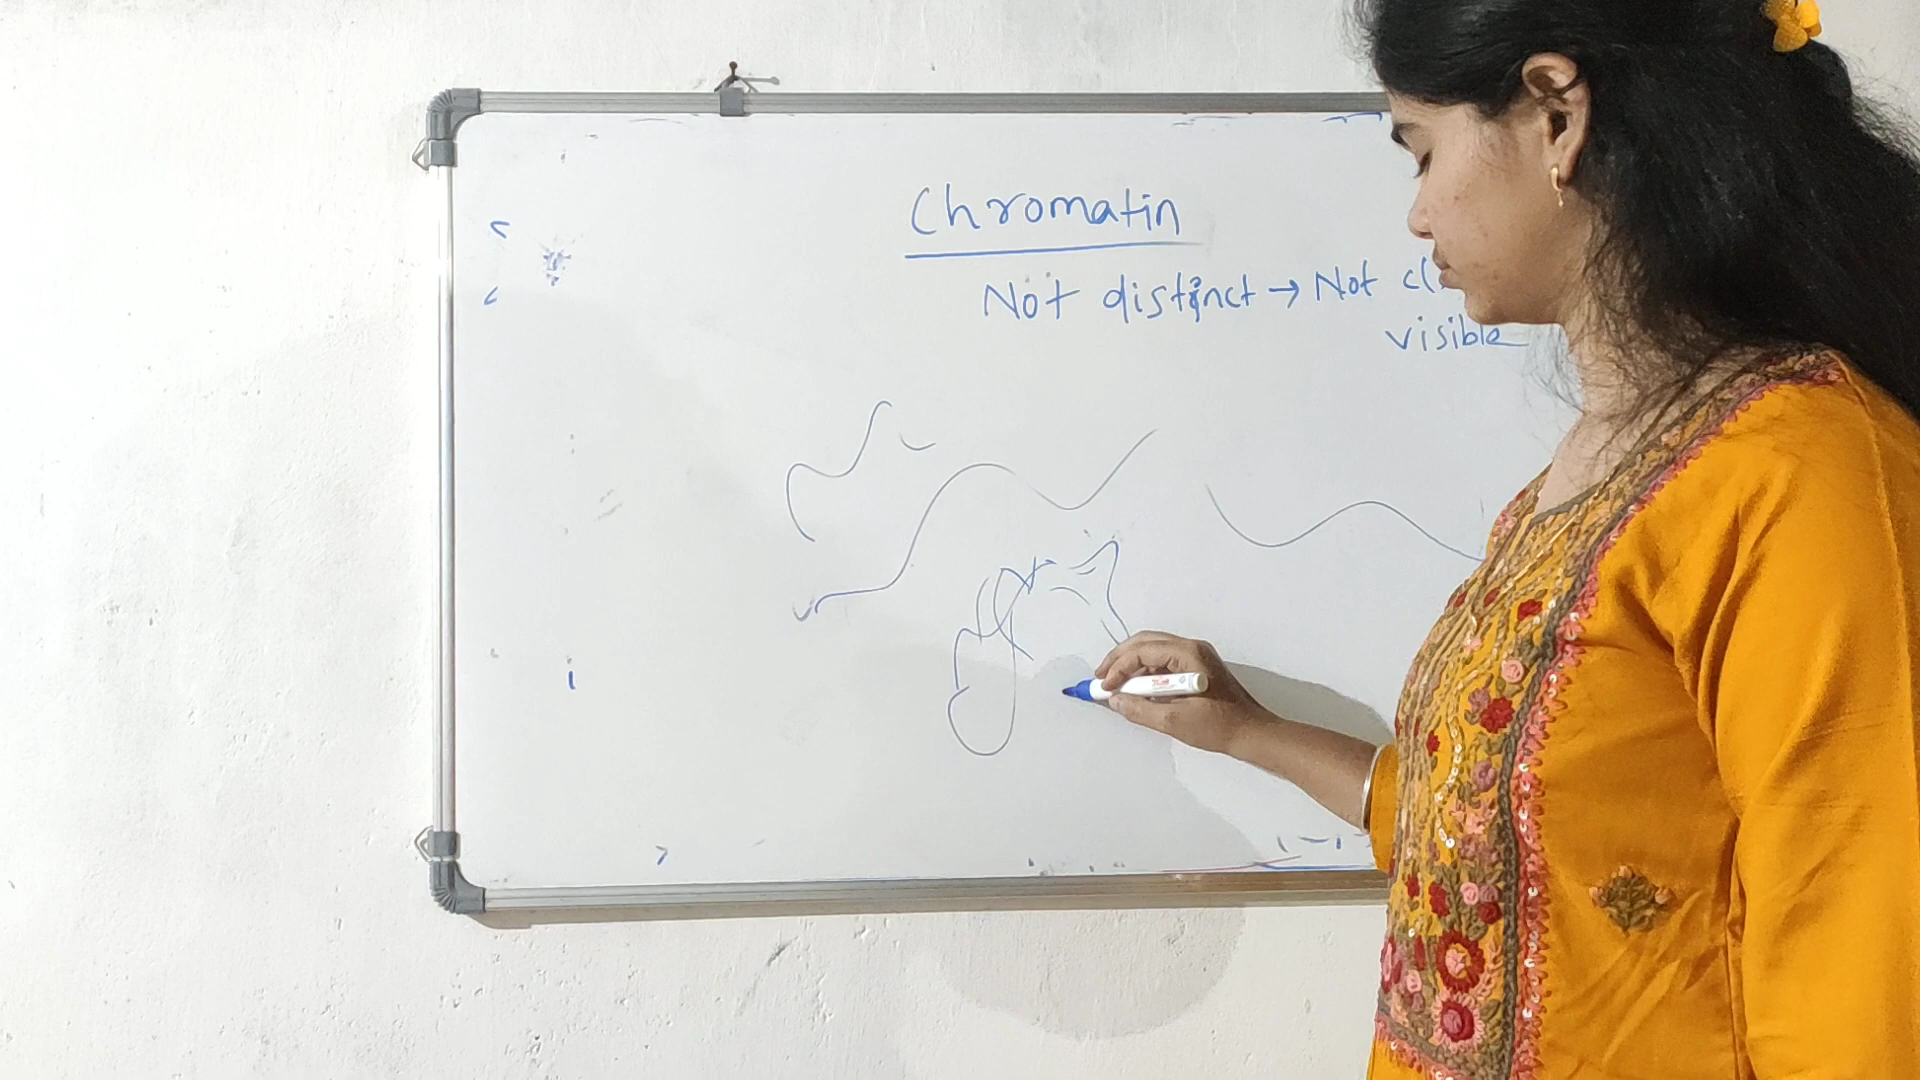 Chromatin
Not distinct → Not
visible